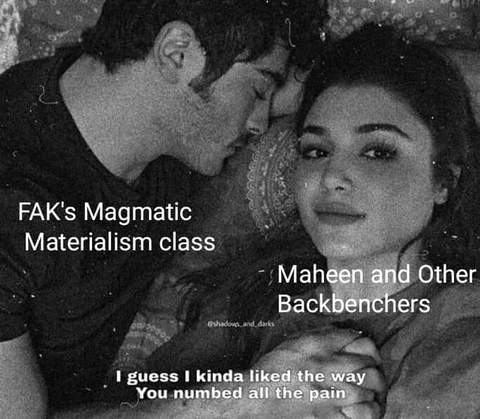 FAK's Magmatic
Materialism class
Maheen and Other
Backbenchers
@shadows_and_darks
I guess I kinda liked the way
You numbed all the pain